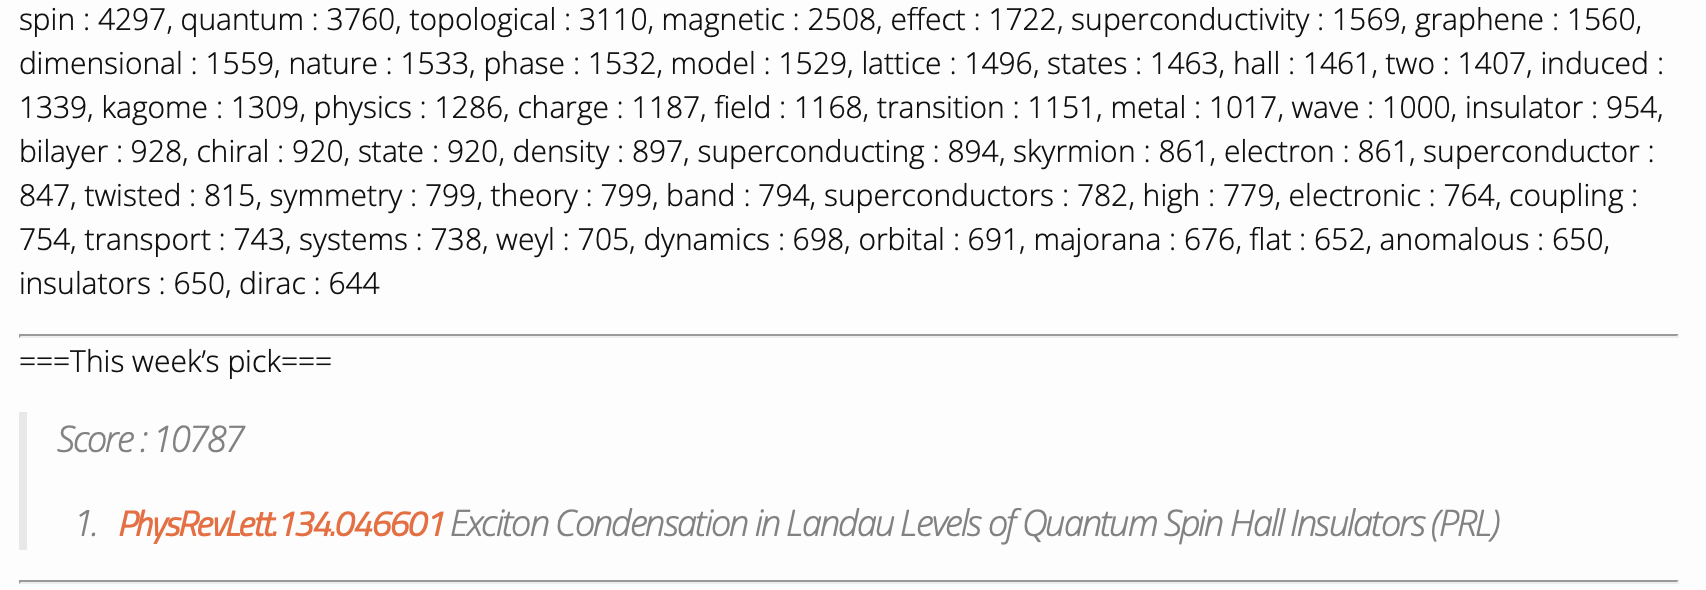 spin : 4297, quantum : 3760, topological : 3110, magnetic : 2508, effect : 1722, superconductivity : 1569, graphene : 1560,
dimensional : 1559, nature : 1533, phase : 1532, model : 1529, lattice : 1496, states : 1463, hall : 1461, two : 1407, induced :
1339, kagome : 1309, physics : 1286, charge : 1187, field : 1168, transition : 1151, metal : 1017, wave : 1000, insulator : 954,
bilayer : 928, chiral : 920, state : 920, density : 897, superconducting : 894, skyrmion : 861, electron : 861, superconductor :
847, twisted : 815, symmetry : 799, theory : 799, band : 794, superconductors : 782, high : 779, electronic : 764, coupling :
754, transport : 743, systems : 738, weyl : 705, dynamics : 698, orbital : 691, majorana : 676, flat : 652, anomalous : 650,
insulators : 650, dirac : 644
===This week’s pick===
Score : 10787
1. PhysRevLett.134.046601 Exciton Condensation in Landau Levels of Quantum Spin Hall Insulators (PRL)